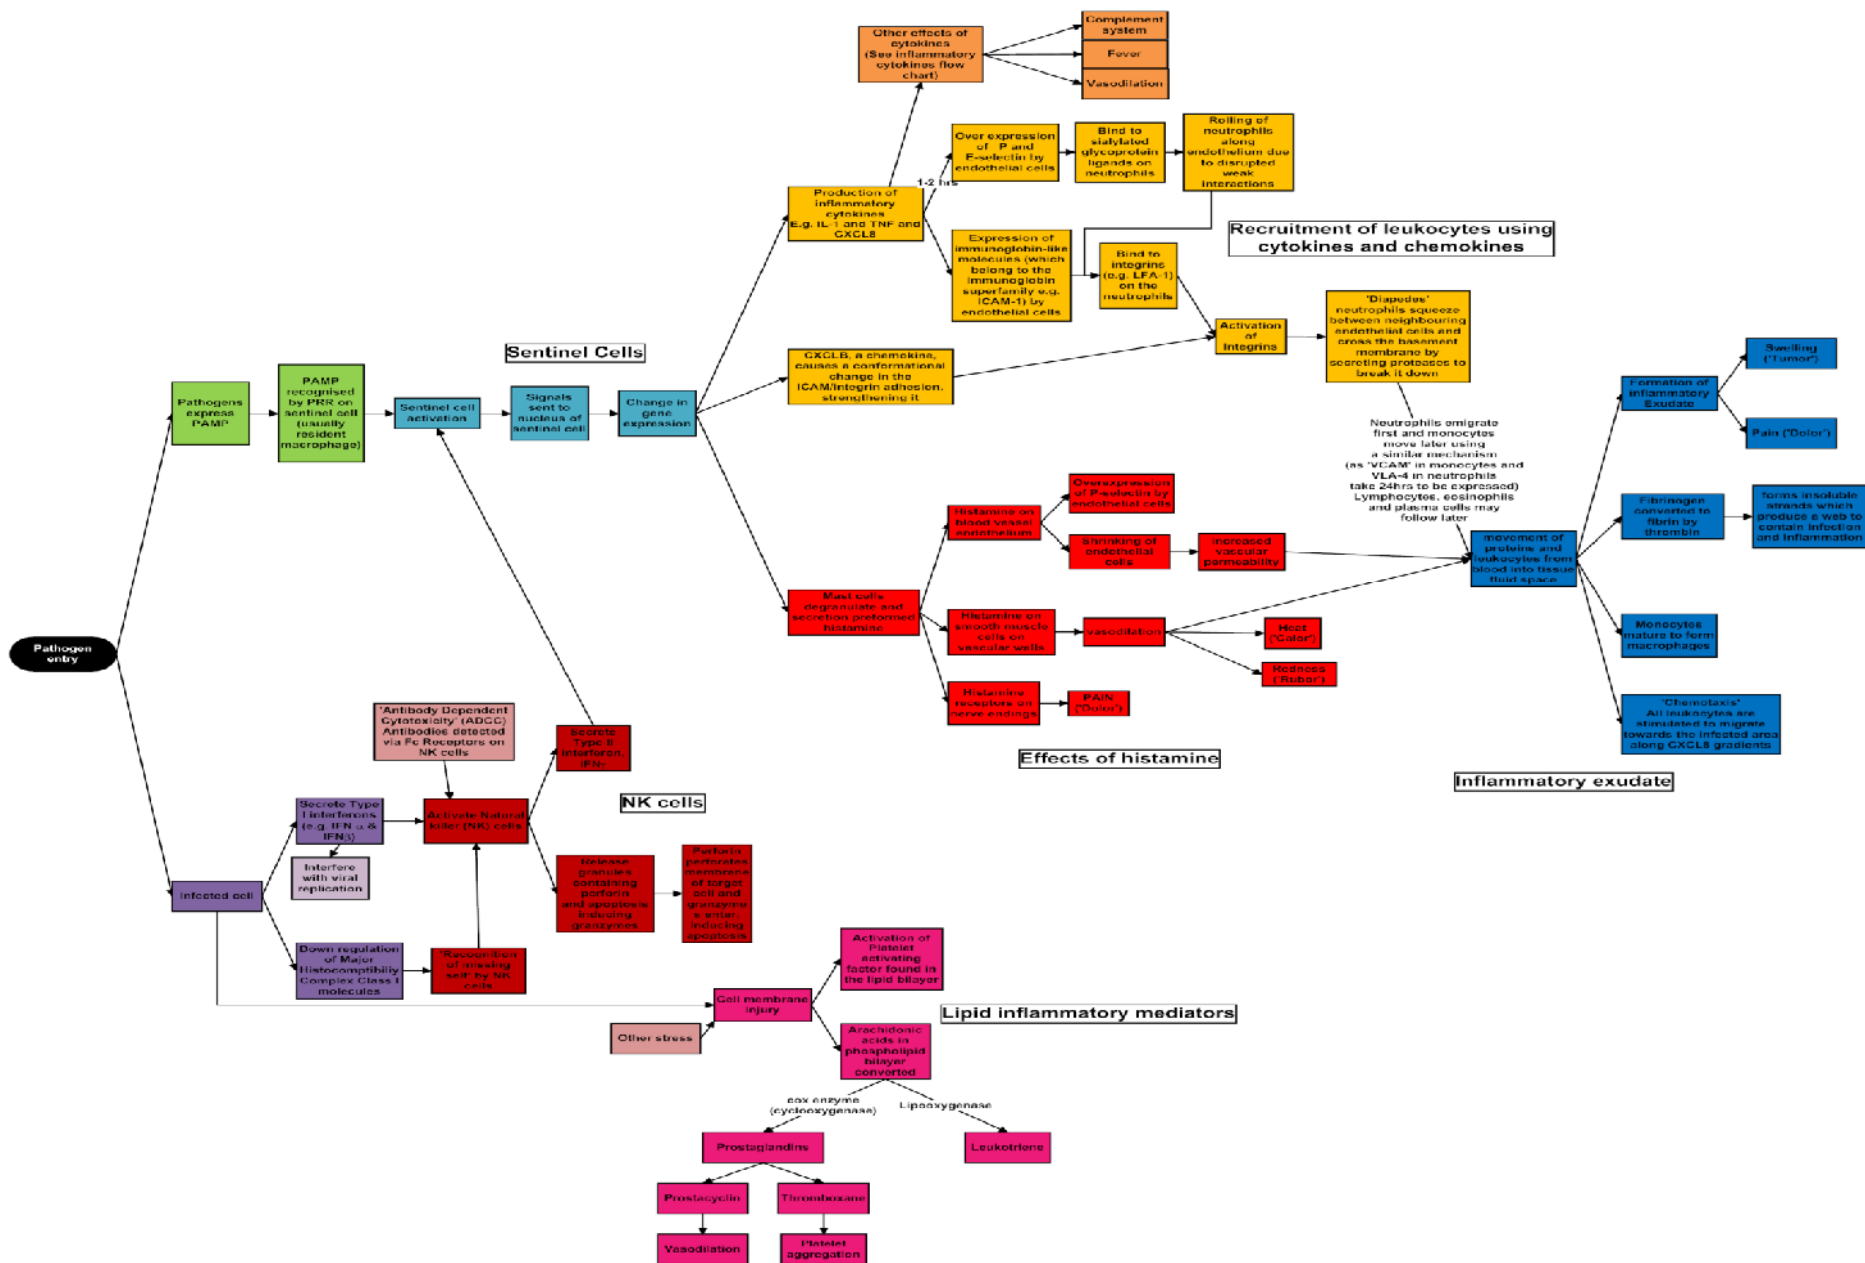 Complement
system
Fever
Vasodilation
Other effects of
cytokines
(See inflammatory
cytokines flow
chart)
Over expression
of P and
E-selectin by
endothelial cells
Bind to
sialylated
glycoprotein
ligands on
neutrophils
Rolling of
neutrophils
along
endothelium due
to disrupted
weak
interactions
1-2 hrs
Production of
inflammatory
cytokines
E.g. IL-1 and TNF and
CXCL8
Expression of
immunoglobin-like
molecules (which
belong to the
immunoglobin
superfamily e.g.
ICAM-1) by
endothelial cells
Bind to
integrins
(e.g. LFA-1)
on the
neutrophils
Recruitment of leukocytes using
cytokines and chemokines
Activation
of
Integrins
'Diapedes'
neutrophils squeeze
between neighbouring
endothelial cells and
cross the basement
membrane by
secreting proteases to
break it down
CXCL8, a chemokine,
causes a conformational
change in the
ICAM/Integrin adhesion.
strengthening it
Sentinel Cells
Pathogens
express
PAMP
PAMP
recognised
by PRR on
sentinel cell
(usually
resident
macrophage)
Sentinel cell
activation
Signals
sent to
nucleus of
sentinel cell
Change in
gene
expression
Neutrophils emigrate
first and monocytes
move later using
a similar mechanism
(as 'VCAM' in monocytes and
VLA-4 in neutrophils
take 24hrs to be expressed)
Lymphocytes, eosinophils
and plasma cells may
follow later
Swelling
('Tumor')
Formation of
inflammatory
Exudate
Pain ('Dolor')
Fibrinogen
converted to
fibrin by
thrombin
forms insoluble
strands which
produce a web to
contain infection
and inflammation
movement of
proteins and
leukocytes from
blood into tissue
fluid space
Monocytes
mature to form
macrophages
'Chemotaxis'
All leukocytes are
stimulated to migrate
towards the infected area
along CXCL8 gradients
Inflammatory exudate
Overexpression
of P-selectin by
endothelial cells
Histamine on
blood vessel
endothelium
Shrinking of
endothelial
cells
Increased
vascular
permeability
Mast cells
degranulate and
secretion preformed
histamine
Histamine on
smooth muscle
cells on
vascular walls
vasodilation
Heat
('Calor')
Redness
('Rubor')
Histamine
receptors on
nerve endings
PAIN
('Dolor')
Effects of histamine
Pathogen
entry
'Antibody Dependent
Cytotoxicity' (ADCC)
Antibodies detected
via Fc Receptors on
NK cells
Secrete
Type II
interferon,
IFNγ
NK cells
Secrete Type
I interferons
(e.g. IFN α &
IFNβ)
Activate Natural
killer (NK) cells
Interfere
with viral
replication
Infected cell
Release
granules
containing
perforin
and apoptosis
inducing
granzymes
Perforin
perforates
membrane
of target
cell and
granzyme
s enter,
inducing
apoptosis
Down regulation
of Major
Histocomptibiliy
Complex Class I
molecules
'Recognition
of missing
self' by NK
cells
Activation of
Platelet
activating
factor found in
the lipid bilayer
Cell membrane
injury
Other stress
Lipid inflammatory mediators
Arachidonic
acids in
phospholipid
bilayer
converted
cox enzyme
(cyclooxygenase)
Lipooxygenase
Prostaglandins
Leukotriene
Prostacyclin
Thromboxane
Vasodilation
Platelet
aggregation